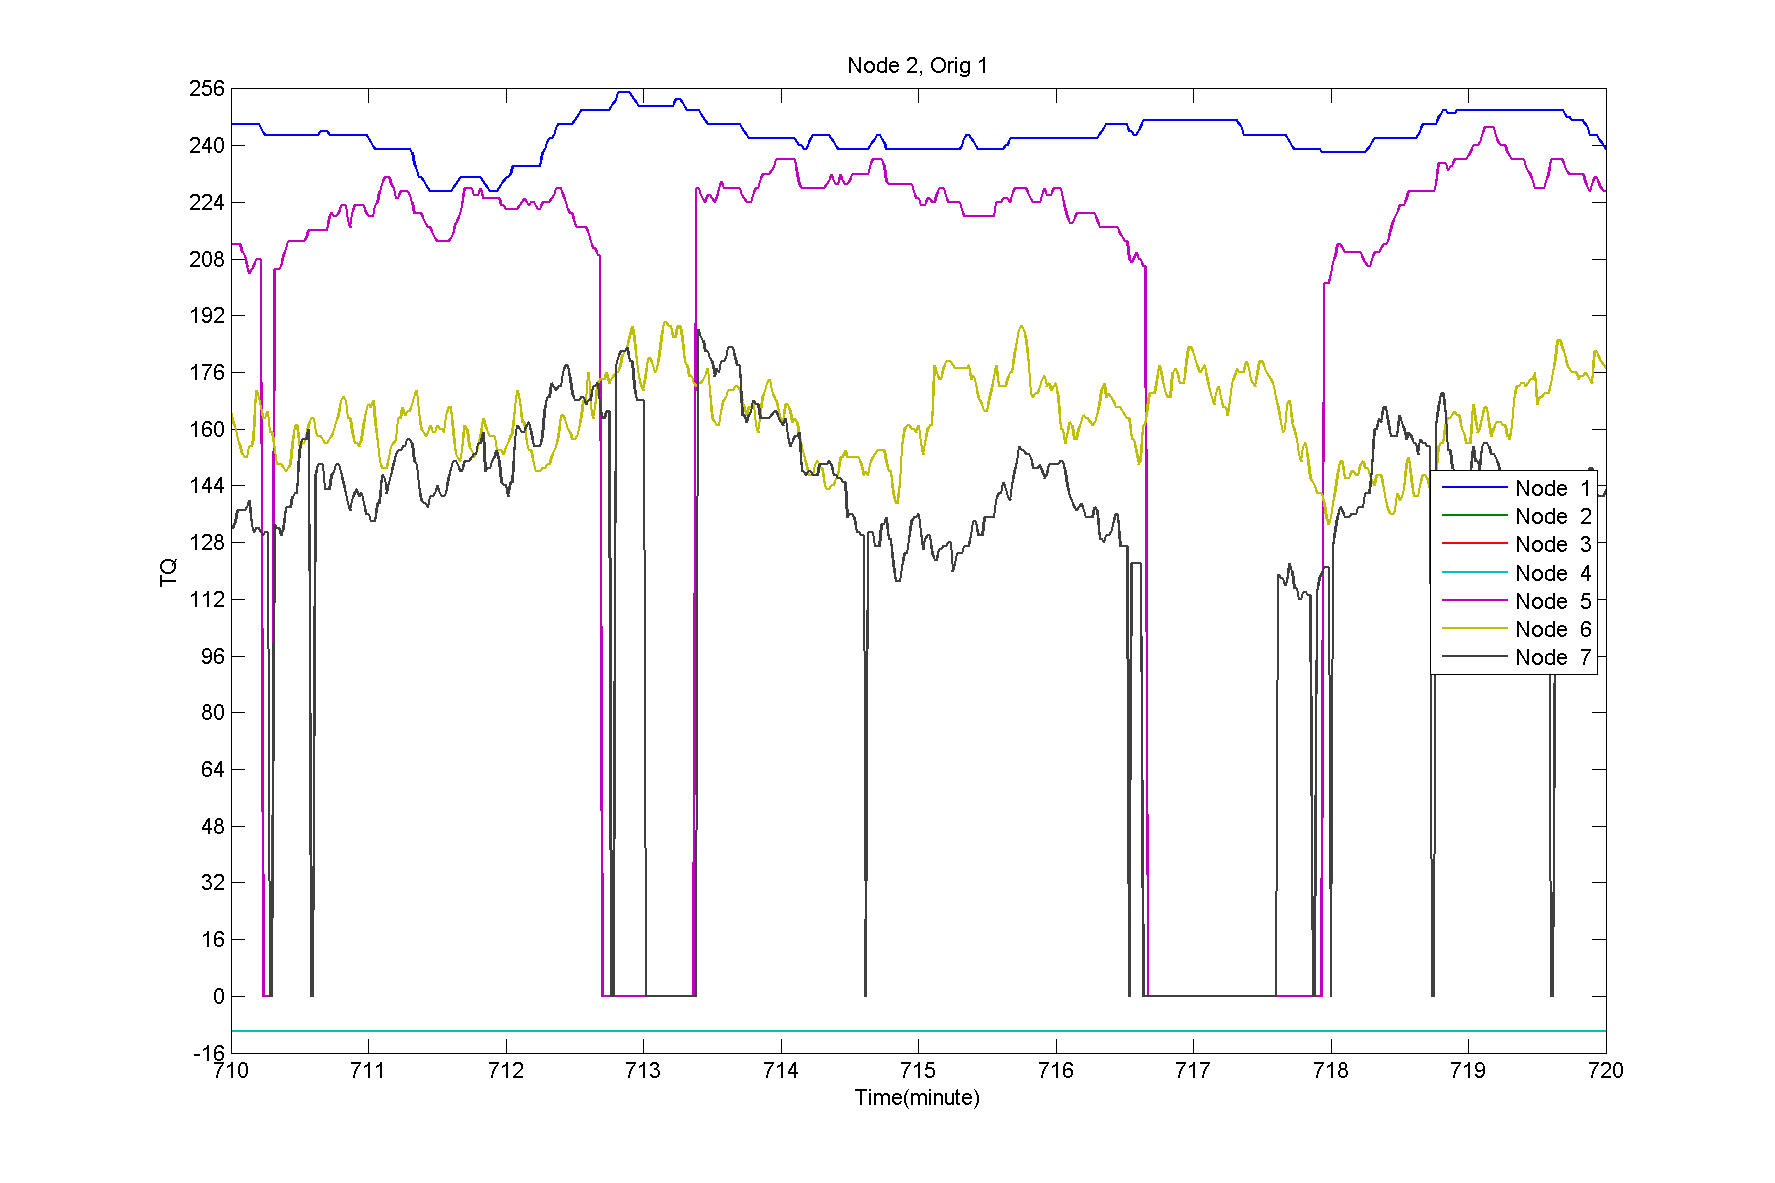 Node 2, Orig 1
256
240
224
208
192
176
160
144
128
112
96
80
64
48
32
16
0
-16
TQ
Node 1
Node 2
Node 3
Node 4
Node 5
Node 6
Node 7
710 711 712 713 714 715 716 717 718 719 720
Time(minute)